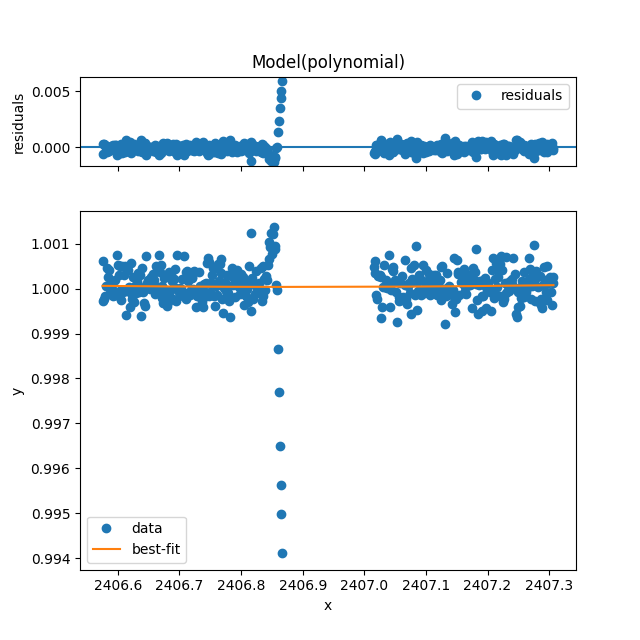 Model(polynomial)
residuals
0.005
0.000
residuals
y
1.001
1.000
0.999
0.998
0.997
0.996
0.995
0.994
data
best-fit
2406.6 2406.7 2406.8 2406.9 2407.0 2407.1 2407.2 2407.3
x